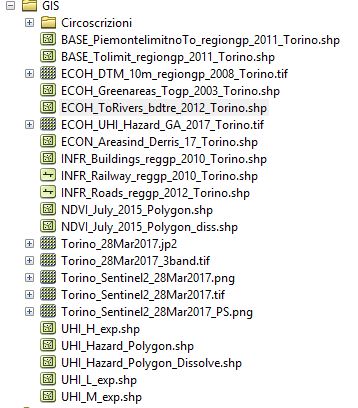 GIS
Circoscrizioni
BASE_PiemontelimitnoTo_regiongp_2011_Torino.shp
BASE_Tolimit_regiongp_2011_Torino.shp
ECOH_DTM_10m_regiongp_2008_Torino.tif
ECOH_Greenareas_Togp_2003_Torino.shp
ECOH_ToRivers_bdtre_2012_Torino.shp
ECOH_UHI_Hazard_GA_2017_Torino.tif
ECON_Areasind_Derris_17_Torino.shp
INFR_Buildings_reggp_2010_Torino.shp
INFR_Railway_reggp_2010_Torino.shp
INFR_Roads_reggp_2012_Torino.shp
NDVI_July_2015_Polygon.shp
NDVI_July_2015_Polygon_diss.shp
Torino_28Mar2017.jp2
Torino_28Mar2017_3band.tif
Torino_Sentinel2_28Mar2017.png
Torino_Sentinel2_28Mar2017.tif
Torino_Sentinel2_28Mar2017_PS.png
UHI_H_exp.shp
UHI_Hazard_Polygon.shp
UHI_Hazard_Polygon_Dissolve.shp
UHI_L_exp.shp
UHI_M_exp.shp